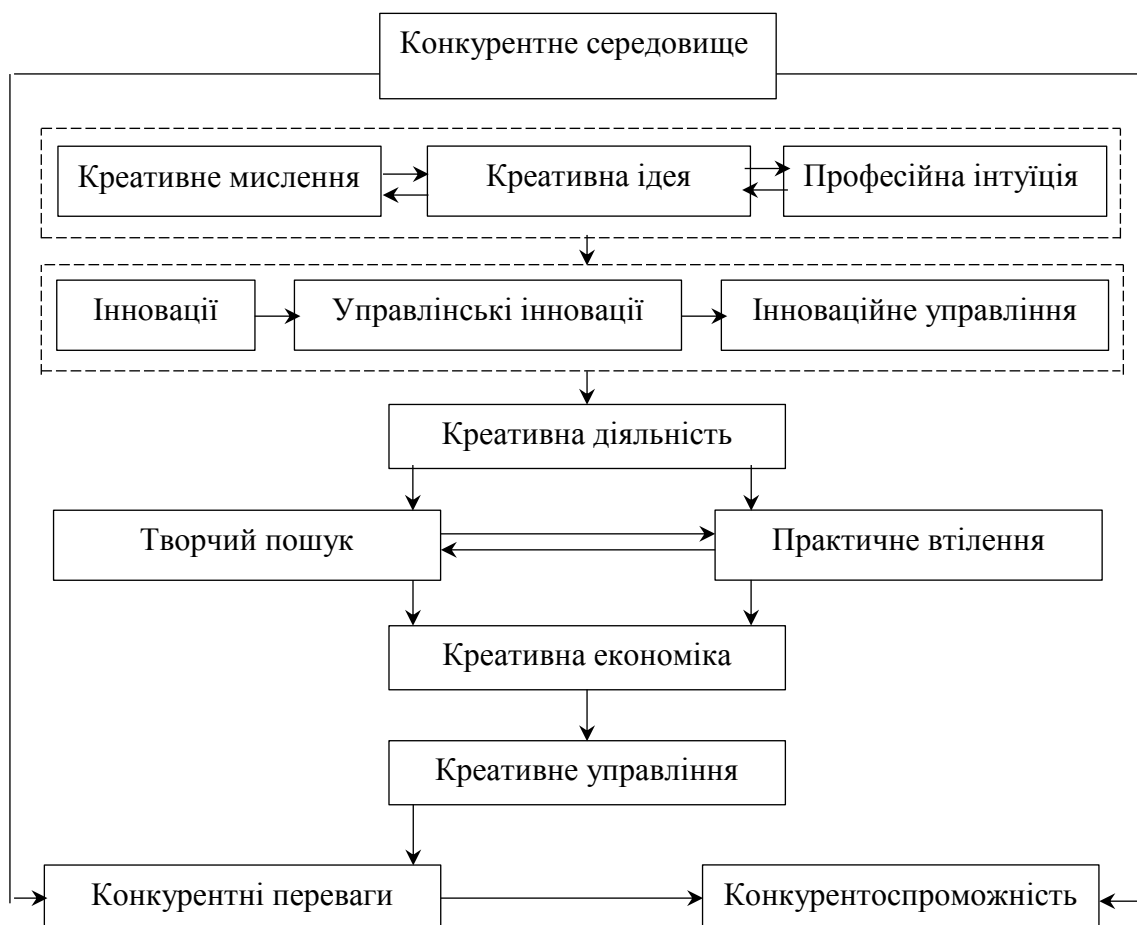 Конкурентне середовище
Креативне мислення
Креативна ідея
Професійна інтуїція
Інновації
Управлінські інновації
Інноваційне управління
Креативна діяльність
Творчий пошук
Практичне втілення
Креативна економіка
Креативне управління
Конкурентні переваги
Конкурентоспроможність